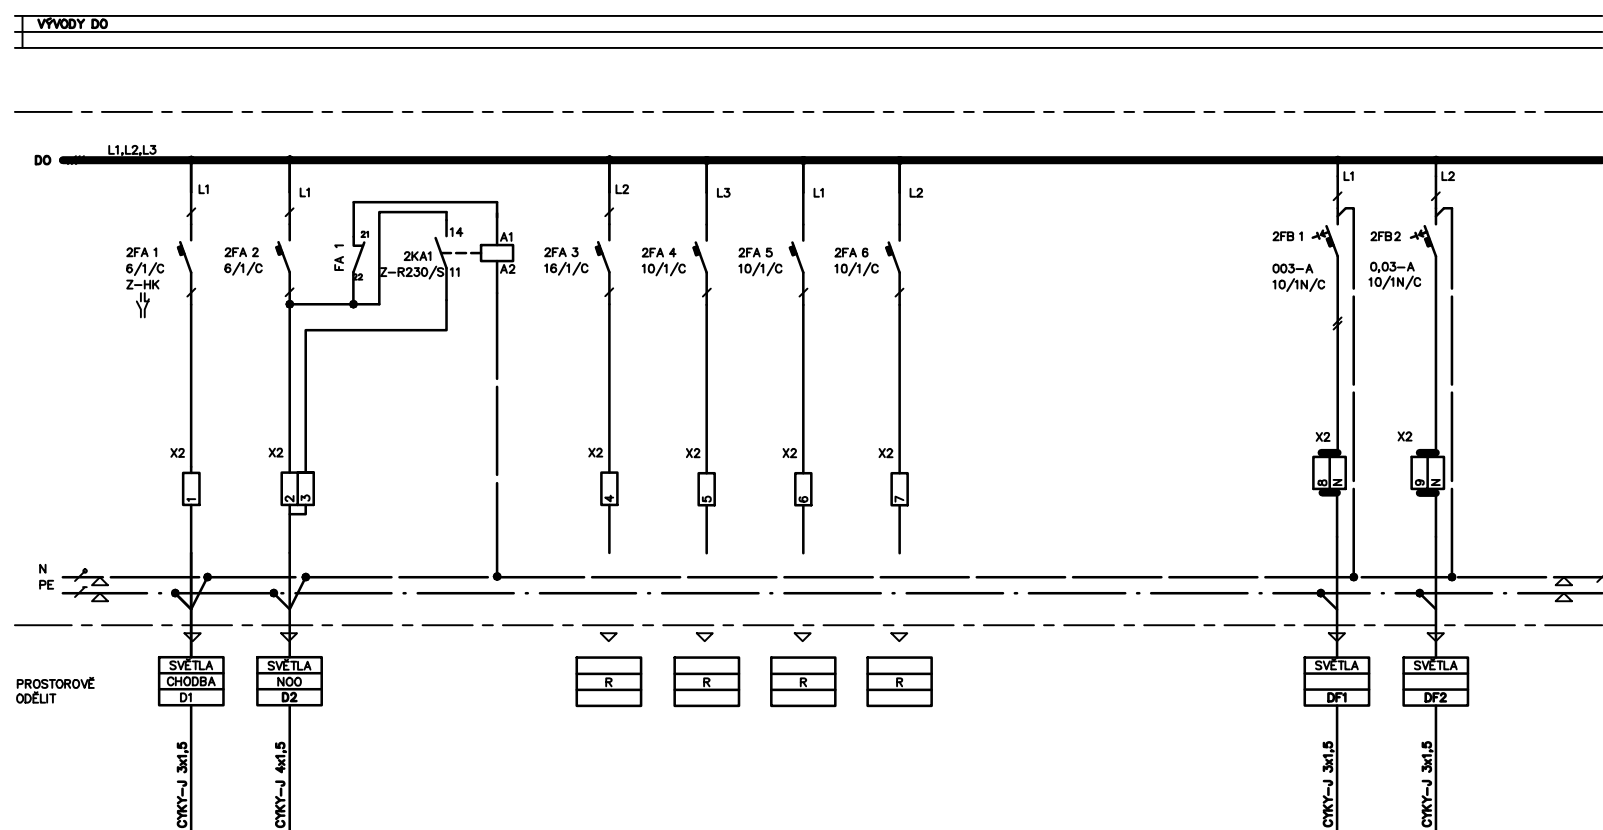 VÝVODY DO
DO
L1,L2,L3
L1
L1
L2
L3
L1
L2
L1
L2
2FA 1
6/1/C
Z-HK
2FA 2
6/1/C
FA 1
21
22
14
2KA1
Z-R230/S
11
A1
A2
2FA 3
16/1/C
2FA 4
10/1/C
2FA 5
10/1/C
2FA 6
10/1/C
2FB 1
003-A
10/1N/C
2FB2
0,03-A
10/1N/C
X2
X2
X2
X2
X2
X2
X2
X2
1
2
3
4
5
6
7
8
N
9
N
N
PE
PROSTOROVĚ
ODĚLIT
SVĚTLA
CHODBA
D1
SVĚTLA
NOO
D2
R
R
R
R
SVĚTLA
DF1
SVĚTLA
DF2
CYKY-J 3x1,5
CYKY-J 4x1,5
CYKY-J 3x1,5
CYKY-J 3x1,5